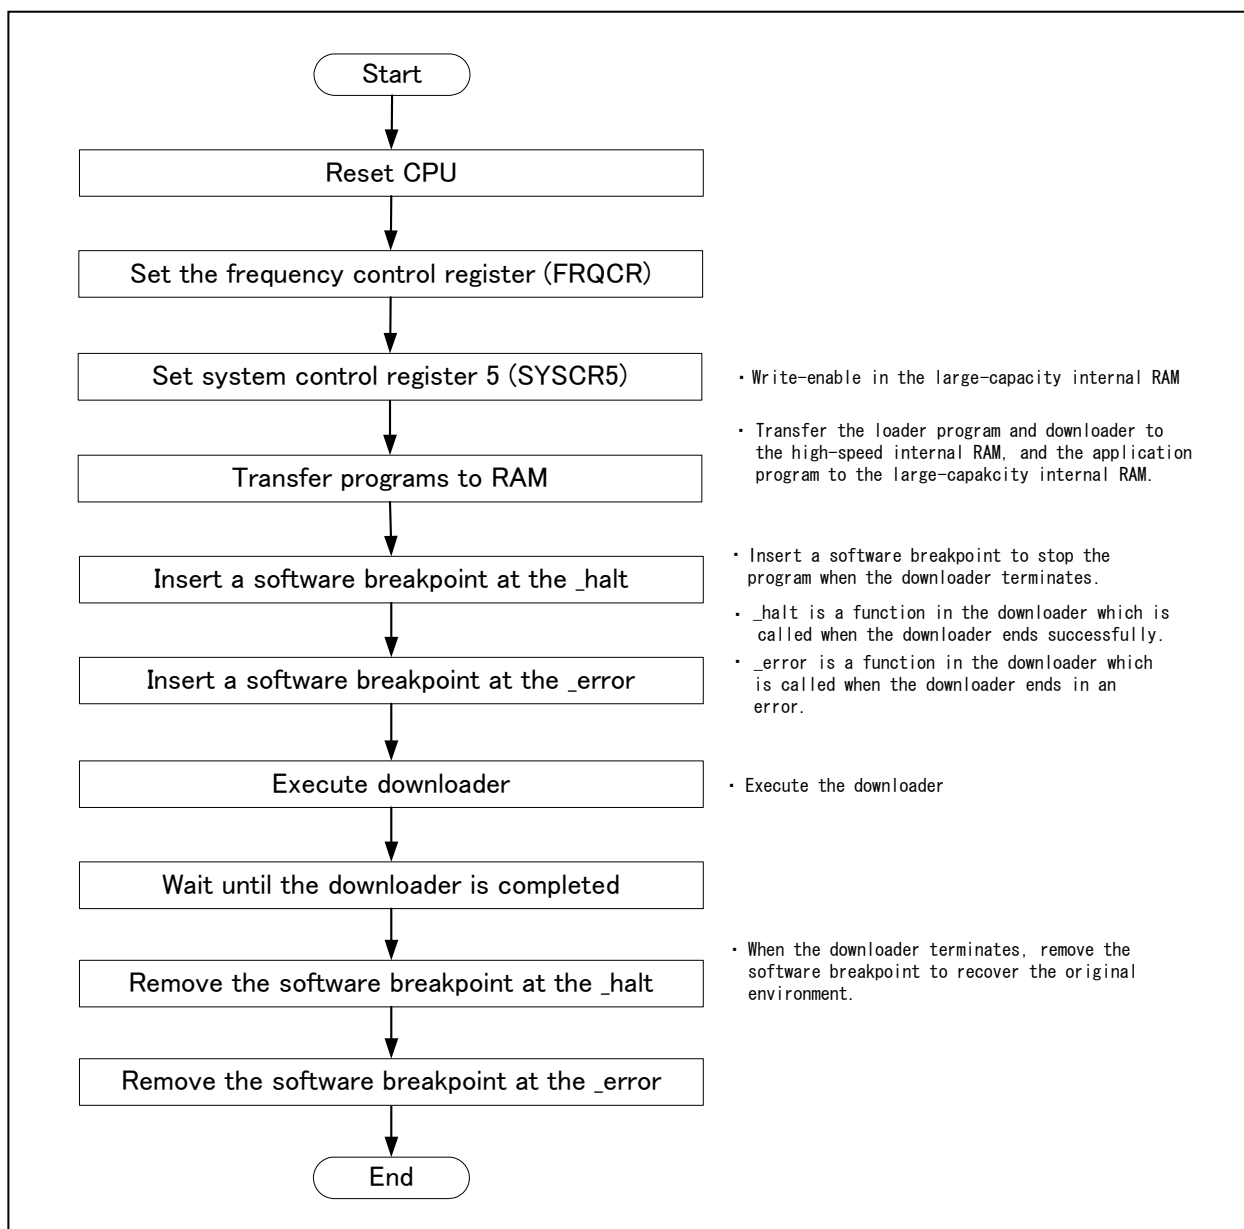 Start
Reset CPU
Set the frequency control register (FRQCR)
Set system control register 5 (SYSCR5)
・Write-enable in the large-capacity internal RAM
・ Transfer the loader program and downloader to
the high-speed internal RAM, and the application
program to the large-capakcity internal RAM.
Transfer programs to RAM
Insert a software breakpoint at the _halt
・ Insert a software breakpoint to stop the
program when the downloader terminates.
・ _halt is a function in the downloader which is
called when the downloader ends successfully.
Insert a software breakpoint at the _error
・ _error is a function in the downloader which
is called when the downloader ends in an
error.
Execute downloader
・ Execute the downloader
Wait until the downloader is completed
・ When the downloader terminates, remove the
software breakpoint to recover the original
environment.
Remove the software breakpoint at the _halt
Remove the software breakpoint at the _error
End